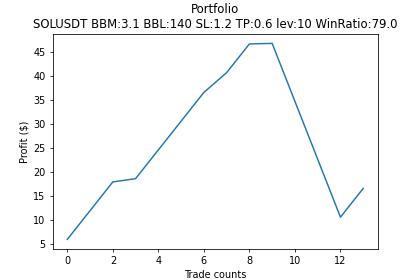 Portfolio
SOLUSDT BBM:3.1 BBL:140 SL:1.2 TP:0.6 lev:10 WinRatio:79.0
45
40
35
30
25
20
15
10
5
Profit ($)
0 2 4 6 8 10 12
Trade counts